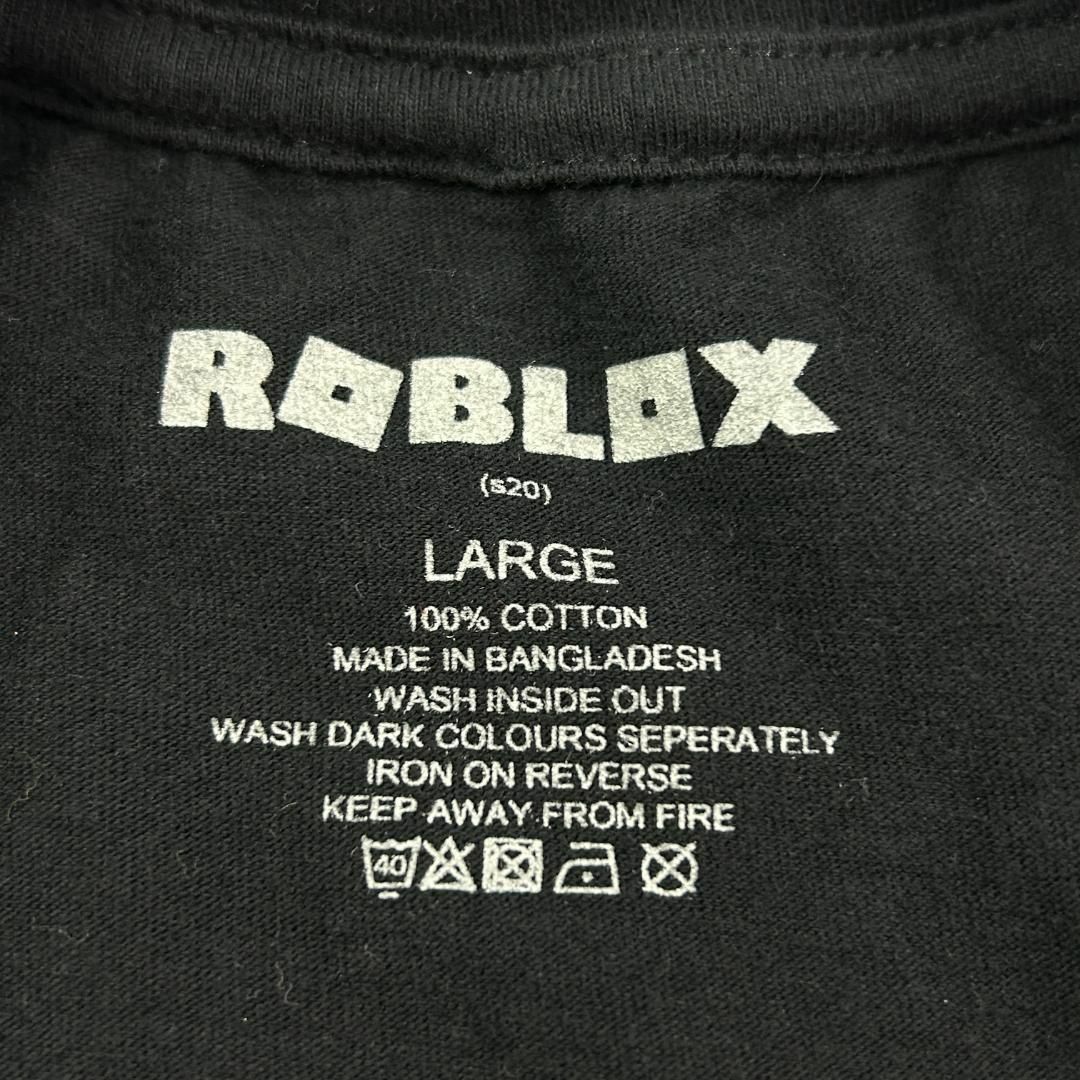 ROBLOX
(s20)
LARGE
100% COTTON
MADE IN BANGLADESH
WASH INSIDE OUT
WASH DARK COLOURS SEPERATELY
IRON ON REVERSE
KEEP AWAY FROM FIRE
40